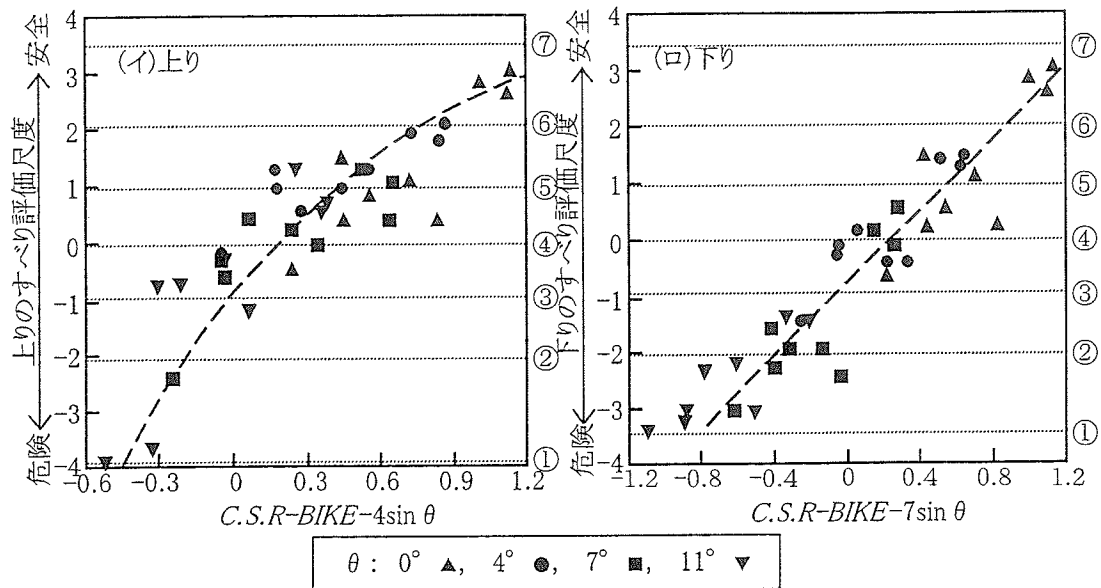 (イ)上り
安全
上りのすべり評価尺度
危険
4
3
2
1
0
-1
-2
-3
-4
⑦
⑥
⑤
④
③
②
①
-0.6 -0.3 0 0.3 0.6 0.9 1.2
C.S.R-BIKE-4sin θ
(ロ)下り
安全
下りのすべり評価尺度
危険
4
3
2
1
0
-1
-2
-3
-4
⑦
⑥
⑤
④
③
②
①
-1.2 -0.8 -0.4 0 0.4 0.8 1.2
C.S.R-BIKE-7sin θ
θ : 0° ▲, 4° ●, 7° ■, 11° ▼